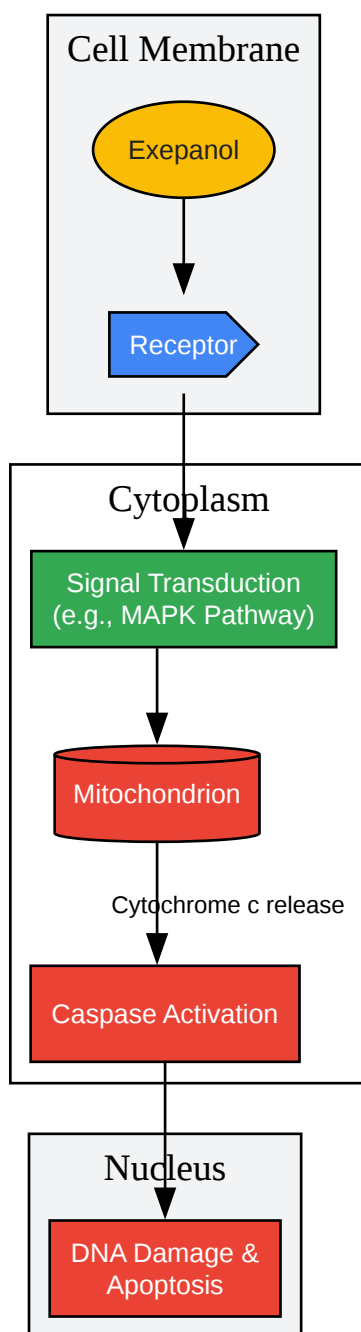 Cell Membrane
Exepanol
Receptor
Cytoplasm
Signal Transduction
(e.g., MAPK Pathway)
Mitochondrion
Cytochrome c release
Caspase Activation
Nucleus
DNA Damage &
Apoptosis